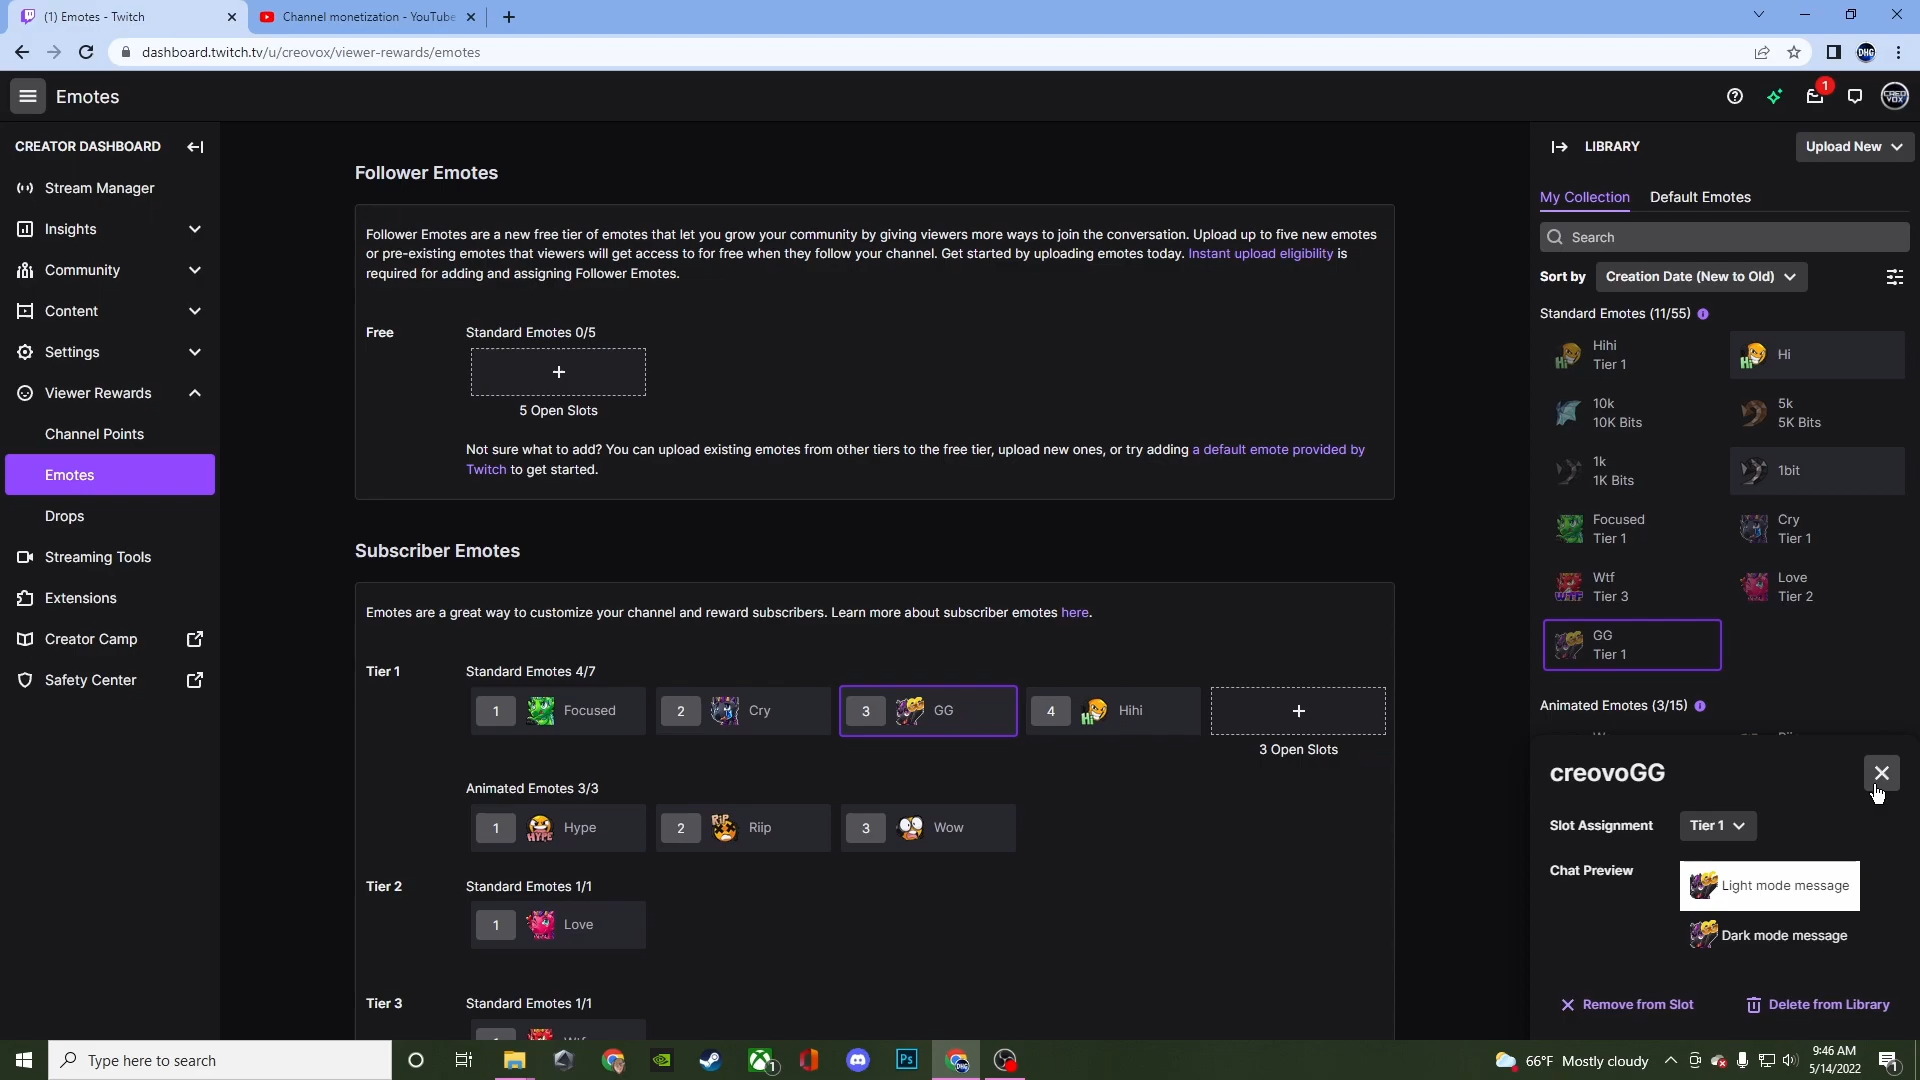 (1) Emotes - Twitch
Channel monetization - YouTube
dashboard.twitch.tv/u/creovox/viewer-rewards/emotes
Emotes
1
CREATOR DASHBOARD
Stream Manager
Insights
Community
Content
Settings
Viewer Rewards
Channel Points
Emotes
Drops
Streaming Tools
Extensions
Creator Camp
Safety Center
Follower Emotes
Follower Emotes are a new free tier of emotes that let you grow your community by giving viewers more ways to join the conversation. Upload up to five new emotes
or pre-existing emotes that viewers will get access to for free when they follow your channel. Get started by uploading emotes today. Instant upload eligibility is
required for adding and assigning Follower Emotes.
Free
Standard Emotes 0/5
+
5 Open Slots
Not sure what to add? You can upload existing emotes from other tiers to the free tier, upload new ones, or try adding a default emote provided by
Twitch to get started.
Subscriber Emotes
Emotes are a great way to customize your channel and reward subscribers. Learn more about subscriber emotes here.
Tier 1
Standard Emotes 4/7
1 Focused
2 Cry
3 GG
4 Hihi
+
3 Open Slots
Animated Emotes 3/3
1 Hype
2 Riip
3 Wow
Tier 2
Standard Emotes 1/1
1 Love
Tier 3
Standard Emotes 1/1
LIBRARY
Upload New
My Collection
Default Emotes
Search
Sort by
Creation Date (New to Old)
Standard Emotes (11/55)
Hihi
Tier 1
Hi
10k
10K Bits
5k
5K Bits
1k
1K Bits
1bit
Focused
Tier 1
Cry
Tier 1
Wtf
Tier 3
Love
Tier 2
GG
Tier 1
Animated Emotes (3/15)
creovoGG
Slot Assignment
Tier 1
Chat Preview
Light mode message
Dark mode message
Remove from Slot
Delete from Library
Type here to search
Ps
66°F Mostly cloudy
9:46 AM
5/14/2022